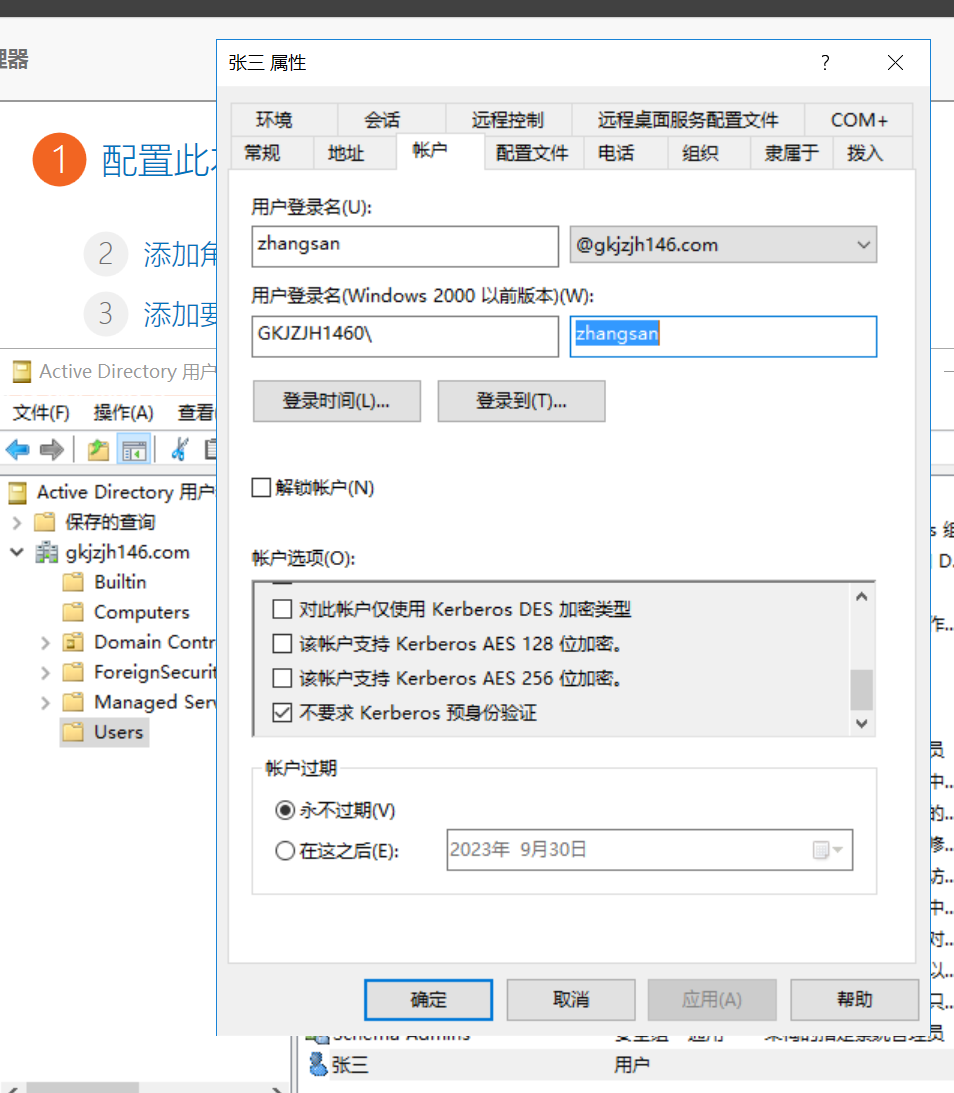 理器
张三 属性
?
环境 会话 远程控制 远程桌面服务配置文件 COM+
常规 地址 帐户 配置文件 电话 组织 隶属于 拨入
1 配置此
2 添加角
3 添加要
用户登录名(U):
zhangsan @gkjzjh146.com
用户登录名(Windows 2000 以前版本)(W):
GKJZJH1460\ zhangsan
登录时间(L)... 登录到(T)...
解锁帐户(N)
帐户选项(O):
对此帐户仅使用 Kerberos DES 加密类型
该帐户支持 Kerberos AES 128 位加密。
该帐户支持 Kerberos AES 256 位加密。
不要求 Kerberos 预身份验证
帐户过期
永不过期(V)
在这之后(E): 2023年 9月30日
确定 取消 应用(A) 帮助
Active Directory 用户
文件(F) 操作(A) 查看
Active Directory 用户
保存的查询
gkjzjh146.com
Builtin
Computers
Domain Contr
ForeignSecurit
Managed Serv
Users
s 组
D.
作...
员
中...
的...
修...
访...
中...
对...
以...
只...
Schema Admins 安全组 - 通用 架构的指定系统管理员
张三 用户